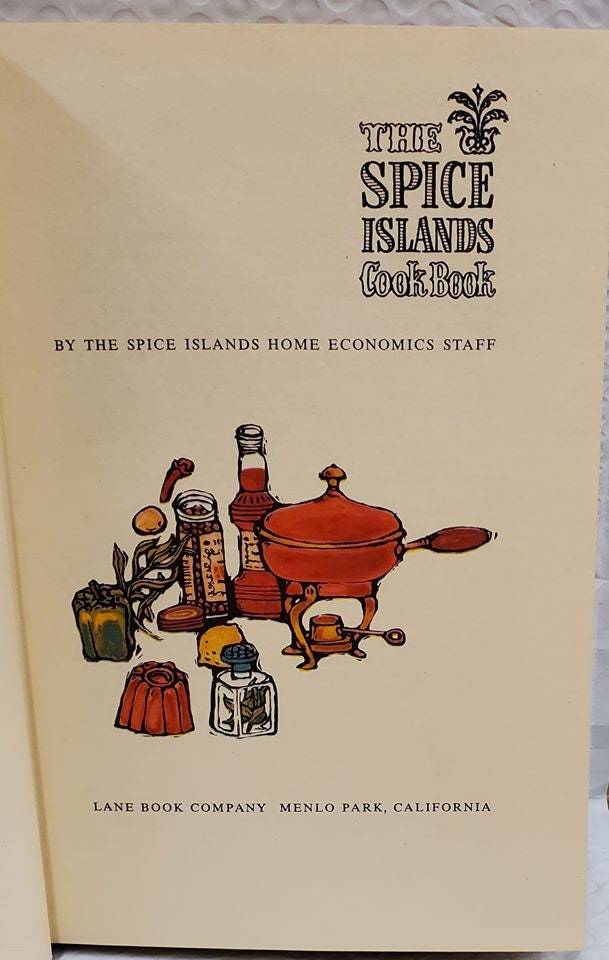 THE
SPICE
ISLANDS
Cook Book
BY THE SPICE ISLANDS HOME ECONOMICS STAFF
LANE BOOK COMPANY MENLO PARK, CALIFORNIA